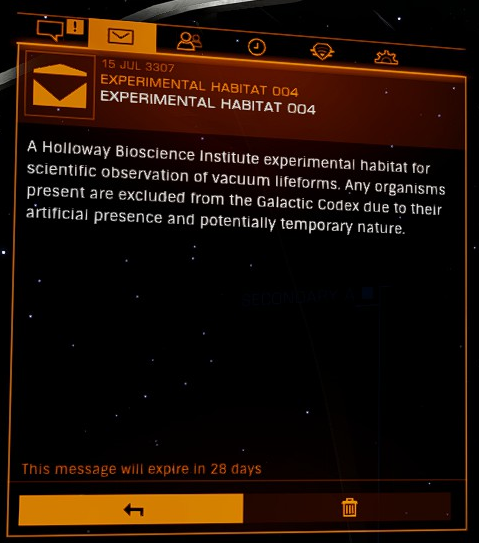 15 JUL 3307
EXPERIMENTAL HABITAT 004
EXPERIMENTAL HABITAT 004
A Holloway Bioscience Institute experimental habitat for
scientific observation of vacuum lifeforms. Any organisms
present are excluded from the Galactic Codex due to their
artificial presence and potentially temporary nature.
This message will expire in 28 days